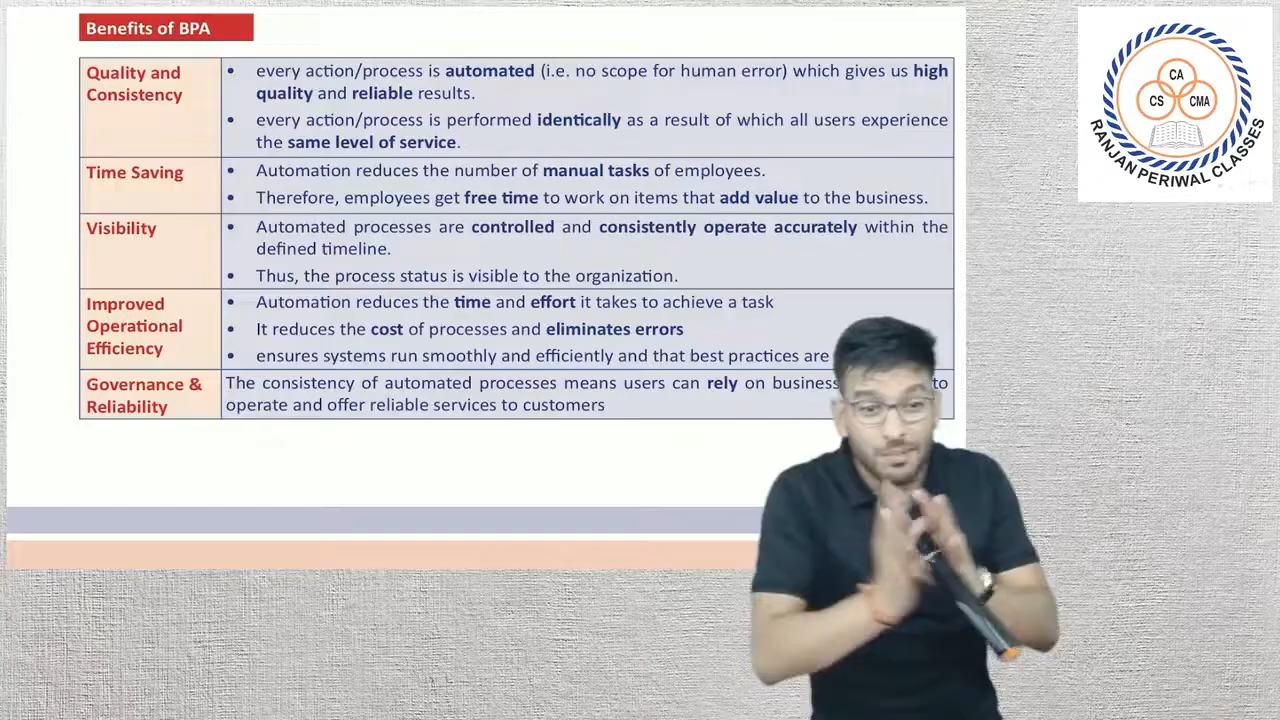 Benefits of BPA
Quality and
Consistency
• every process is automated no scope for human which gives us high
quality and reliable results.
• every action/process is performed identically as a result of which all users experience
the same level of service.
Time Saving
• Automation reduces the number of manual tasks of employees.
• Therefore, employees get free time to work on items that add value to the business.
Visibility
• Automated processes are controlled and consistently operate accurately within the
defined timeline.
• Thus, the process status is visible to the organization.
Improved
Operational
Efficiency
• Automation reduces the time and effort it takes to achieve a task
• It reduces the cost of processes and eliminates errors
• ensures systems run smoothly and efficiently and that best practices are
Governance &
Reliability
The consistency of automated processes means users can rely on business to
operate and offer reliable services to customers
CA
CS
CMA
RANJAN PERIWAL CLASSES